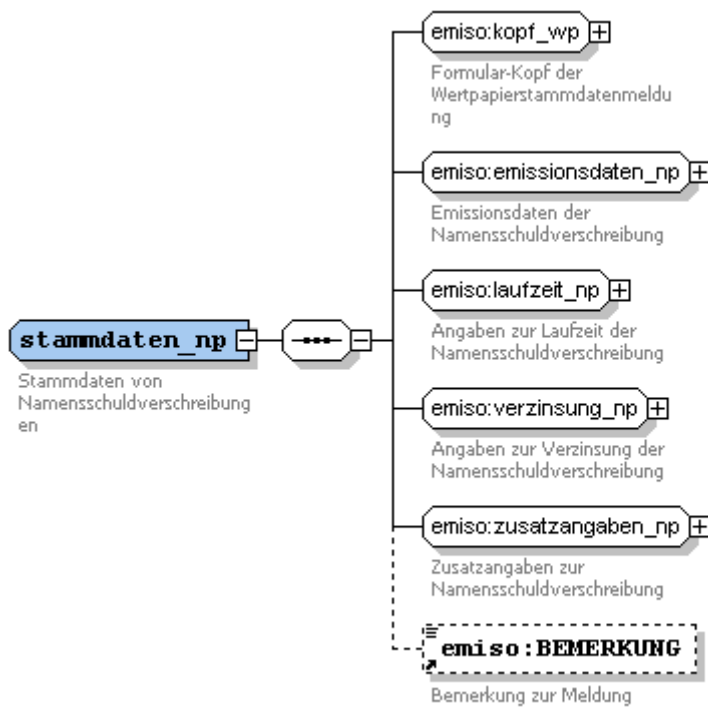 emiso:kopf_wp
Formular-Kopf der
Wertpapierstammdatenmeldu
ng
emiso:emissionsdaten_np
Emissionsdaten der
Namensschuldverschreibung
emiso:laufzeit_np
Angaben zur Laufzeit der
Namensschuldverschreibung
stammdaten_np
Stammdaten von
Namensschuldverschreibung
en
emiso:verzinsung_np
Angaben zur Verzinsung der
Namensschuldverschreibung
emiso:zusatzangaben_np
Zusatzangaben zur
Namensschuldverschreibung
emiso:BEMERKUNG
Bemerkung zur Meldung